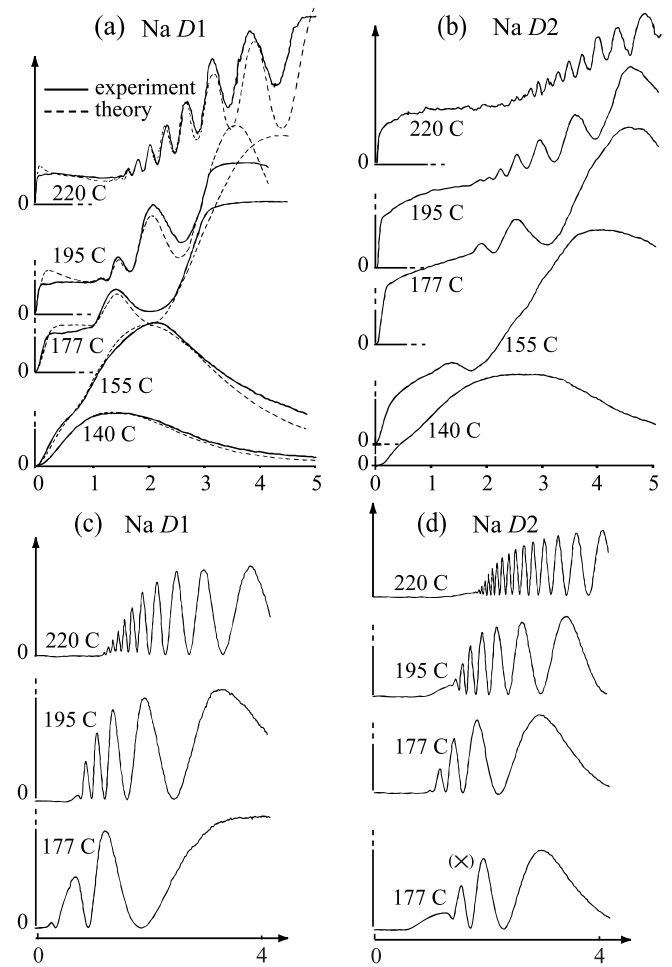 (a) Na D1
experiment
theory
220 C
0
195 C
0
177 C
0
155 C
140 C
0
0 1 2 3 4 5
(b) Na D2
220 C
0
195 C
0
177 C
0
155 C
0
140 C
0
0 1 2 3 4 5
(c) Na D1
220 C
0
195 C
0
177 C
0
0 4
(d) Na D2
220 C
195 C
177 C
(×)
177 C
0 4